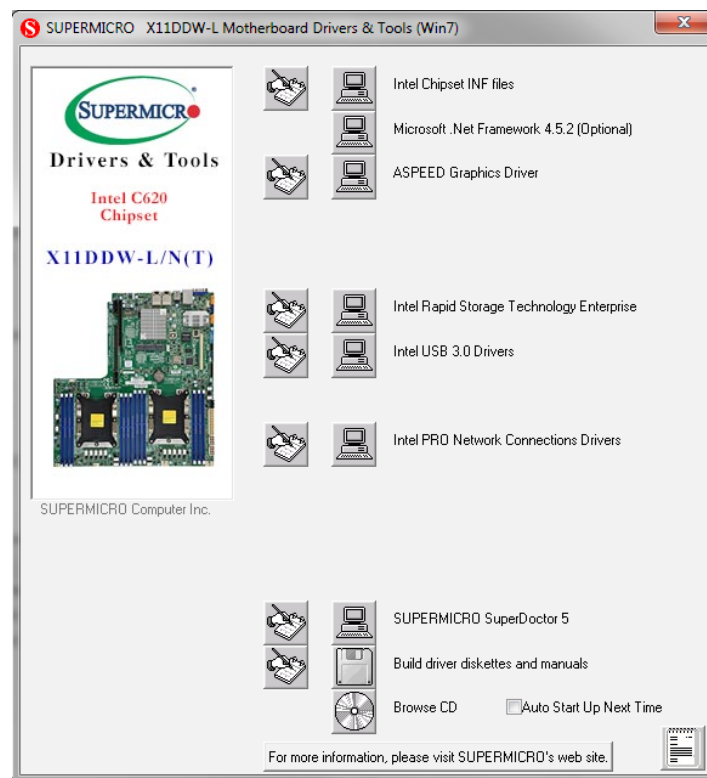 SUPERMICRO X11DDW-L Motherboard Drivers & Tools (Win7)
SUPERMICRO
Drivers & Tools
Intel C620
Chipset
X11DDW-L/N(T)
SUPERMICRO Computer Inc.
Intel Chipset INF files
Microsoft .Net Framework 4.5.2 (Optional)
ASPEED Graphics Driver
Intel Rapid Storage Technology Enterprise
Intel USB 3.0 Drivers
Intel PRO Network Connections Drivers
SUPERMICRO SuperDoctor 5
Build driver diskettes and manuals
Browse CD Auto Start Up Next Time
For more information, please visit SUPERMICRO's web site.